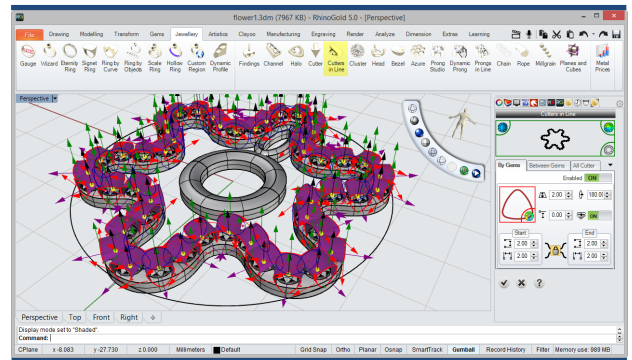 flower1.3dm (7967 KB) - RhinoGold 5.0 - [Perspective]
File Drawing Modelling Transform Gems Jewellery Artistics Clayoo Manufacturing Engraving Render Analyze Dimension Extras Learning
Gauge Wizard Eternity Ring Signet Ring Ring by Curve Ring by Objects Scale Ring Hollow Ring Custom Region Dynamic Profile Findings Channel Halo Cutter Cutters in Line Cluster Head Bezel Azure Prong Studio Dynamic Prong Prongs in Line Chain Rope Millgrain Planes and Cubes Metal Prices
Perspective
Cutters in Line
By Gems Between Gems All Cutter
Enabled ON
2.00 180.0
0.00 ON
Start End
2.00 2.00
2.00 2.00
Perspective Top Front Right
Display mode set to "Shaded".
Command:
CPlane x -6.083 y -27.730 z 0.000 Millimeters Default Grid Snap Ortho Planar Osnap SmartTrack Gumball Record History Filter Memory use: 989 MB